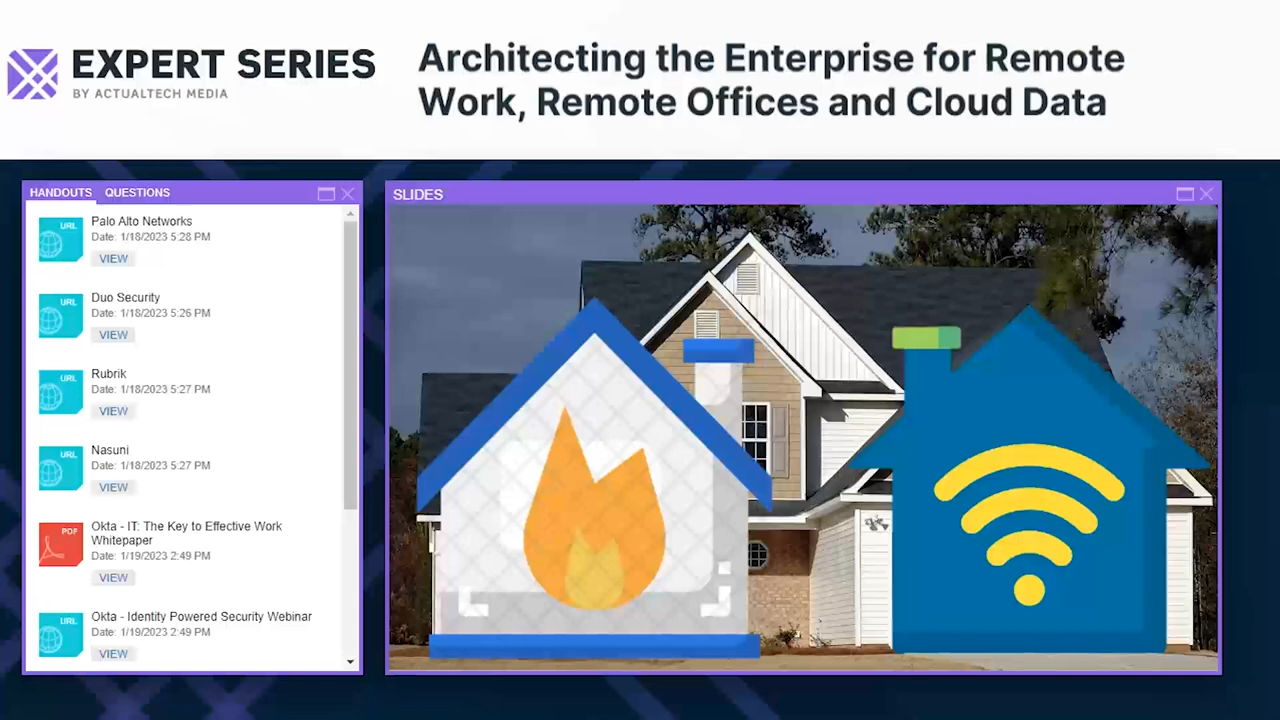 EXPERT SERIES
BY ACTUALTECH MEDIA
Architecting the Enterprise for Remote
Work, Remote Offices and Cloud Data
HANDOUTS QUESTIONS
URL
Palo Alto Networks
Date: 1/18/2023 5:28 PM
VIEW
URL
Duo Security
Date: 1/18/2023 5:26 PM
VIEW
URL
Rubrik
Date: 1/18/2023 5:27 PM
VIEW
URL
Nasuni
Date: 1/18/2023 5:27 PM
VIEW
PDF
Okta - IT: The Key to Effective Work
Whitepaper
Date: 1/19/2023 2:49 PM
VIEW
URL
Okta - Identity Powered Security Webinar
Date: 1/19/2023 2:49 PM
VIEW
SLIDES